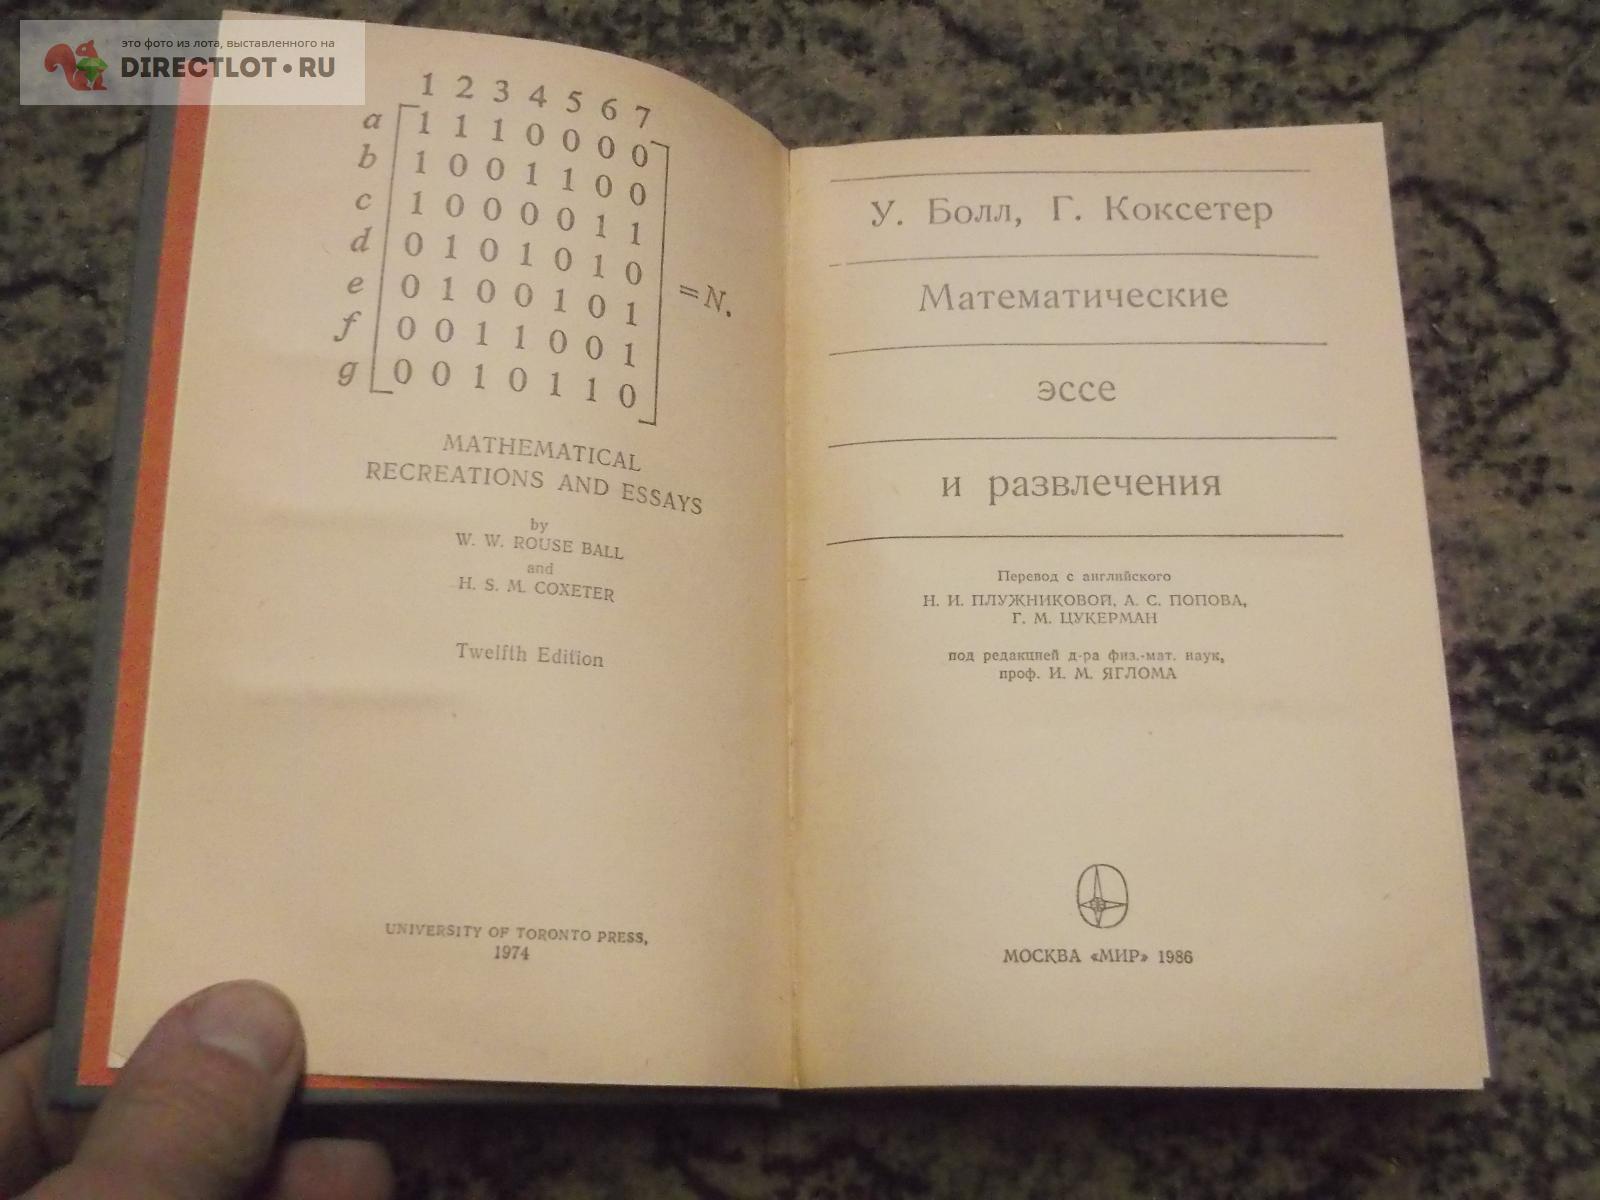 это фото из лота, выставленного на
DIRECTLOT•RU
1 2 3 4 5 6 7
a 1 1 1 0 0 0 0
b 1 0 0 1 1 0 0
c 1 0 0 0 0 1 1
d 0 1 0 1 0 1 0
e 0 1 0 0 1 0 1
f 0 0 1 1 0 0 1
g 0 0 1 0 1 1 0
=N.
MATHEMATICAL
RECREATIONS AND ESSAYS
by
W. W. ROUSE BALL
and
H. S. M. COXETER
Twelfth Edition
UNIVERSITY OF TORONTO PRESS,
1974
У. Болл, Г. Коксетер
Математические
эссе
и развлечения
Перевод с английского
Н. И. ПЛУЖНИКОВОЙ, А. С. ПОПОВА,
Г. М. ЦУКЕРМАН
под редакцией д-ра физ.-мат. наук,
проф. И. М. ЯГЛОМА
МОСКВА «МИР» 1986